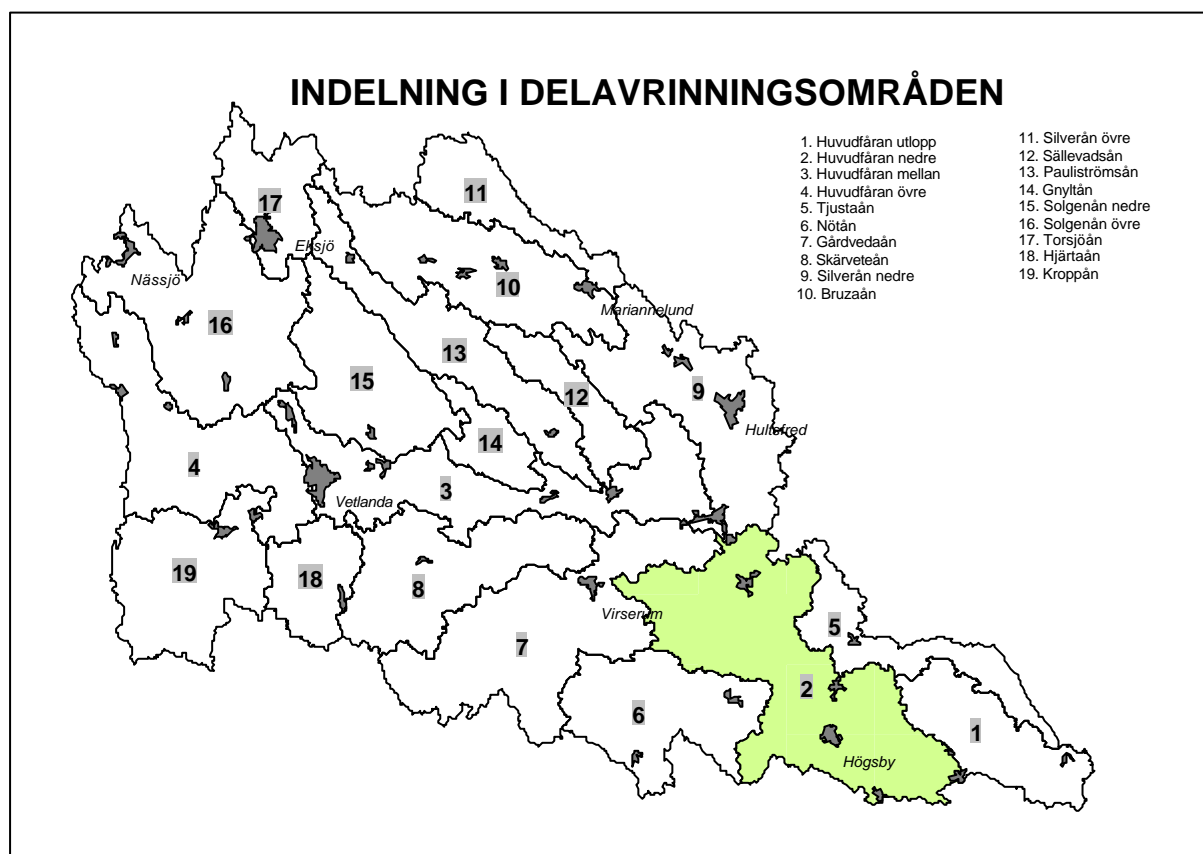 INDELNING I DELAVRINNINGSOMRÅDEN
1. Huvudfåran utlopp
2. Huvudfåran nedre
3. Huvudfåran mellan
4. Huvudfåran övre
5. Tjustaån
6. Nötån
7. Gårdvedaån
8. Skärveteån
9. Silverån nedre
10. Bruzaån
11. Silverån övre
12. Sällevadsån
13. Pauliströmsån
14. Gnyltån
15. Solgenån nedre
16. Solgenån övre
17. Torsjöån
18. Hjärtaån
19. Kroppån
11
17
Eksjö
Nässjö
10
Mariannelund
16
13
15
12
9
Hultsfred
14
4
3
Vetlanda
19
18
8
Virserum
5
7
2
6
1
Högsby